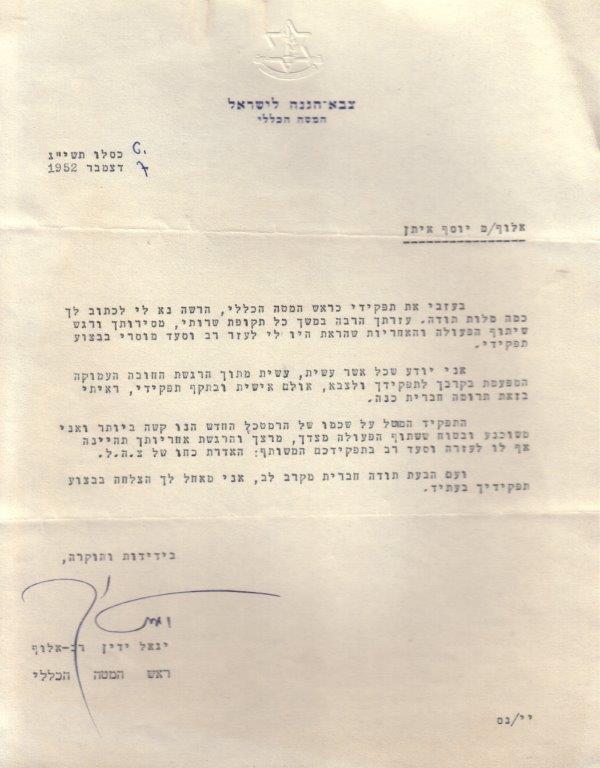 צבא־הגנה לישראל
המטה הכללי
6. כסלו תשי"ג
7 דצמבר 1952
אלוף/מ יוסף איתן
בעזבי את תפקידי כראש המטה הכללי, הרשה נא לי לכתוב לך
כמה מלות תודה. עזרתך הרבה במשך כל תקופת שרותי, מסירותך ורגש
שיתוף הפעולה והאחריות שהראת היו לי לעזר רב וסעד מוסרי בבצוע
תפקידי.
אני יודע שכל אשר עשית, עשית מתוך הרגשת החובה העמוקה
המפעמת בקרבך לתפקידך ולצבא, אולם אישית ובתקף תפקידי, ראיתי
בזאת תרומה חברית כנה.
התפקיד המוטל על שכמו של הרמטכל החדש הנו קשה ביותר ואני
משוכנע ובטוח ששתוף הפעולה מצדך, מרצך והרגשת אחריותך תהיינה
אף לו לעזרה וסעד רב בתפקידכם המשותף: האדרת כחו של צ.ה.ל.
ועם הבעת תודה חברית מקרב לב, אני מאחל לך הצלחה בבצוע
תפקידיך בעתיד.
בידידות והוקרה,
יגאל ידין רב-אלוף
ראש המטה הכללי
יי/נס